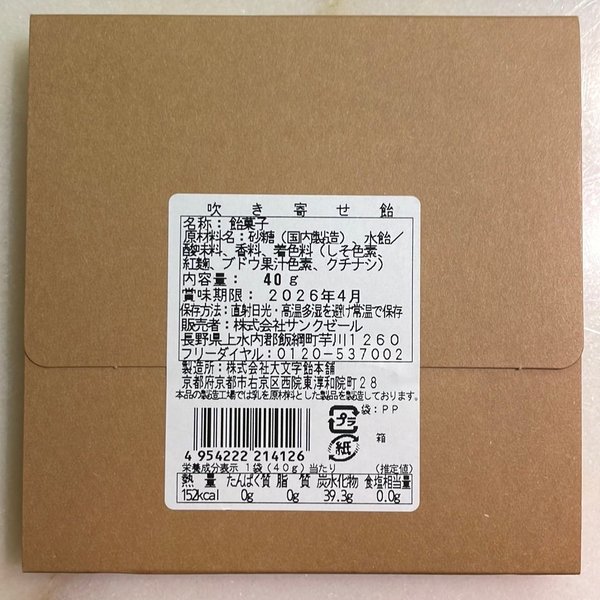 吹き寄せ飴
名称：飴菓子
原材料名：砂糖（国内製造）、水飴／
酸味料、香料、着色料（しそ色素、
紅麹、ブドウ果汁色素、クチナシ）
内容量： 40g
賞味期限： 2026年4月
保存方法：直射日光・高温多湿を避け常温で保存
販売者：株式会社サンクゼール
長野県上水内郡飯綱町芋川1260
フリーダイヤル：0120-537002
製造所：株式会社大文字飴本舗
京都府京都市右京区西院東淳和院町28
本品の製造工場では乳を原材料とした製品を製造しております。
プラ 袋：PP
紙 箱
4 954222 214126
栄養成分表示 1袋（40g）当たり （推定値）
熱量 たんぱく質 脂質 炭水化物 食塩相当量
152kcal 0g 0g 39.3g 0.0g